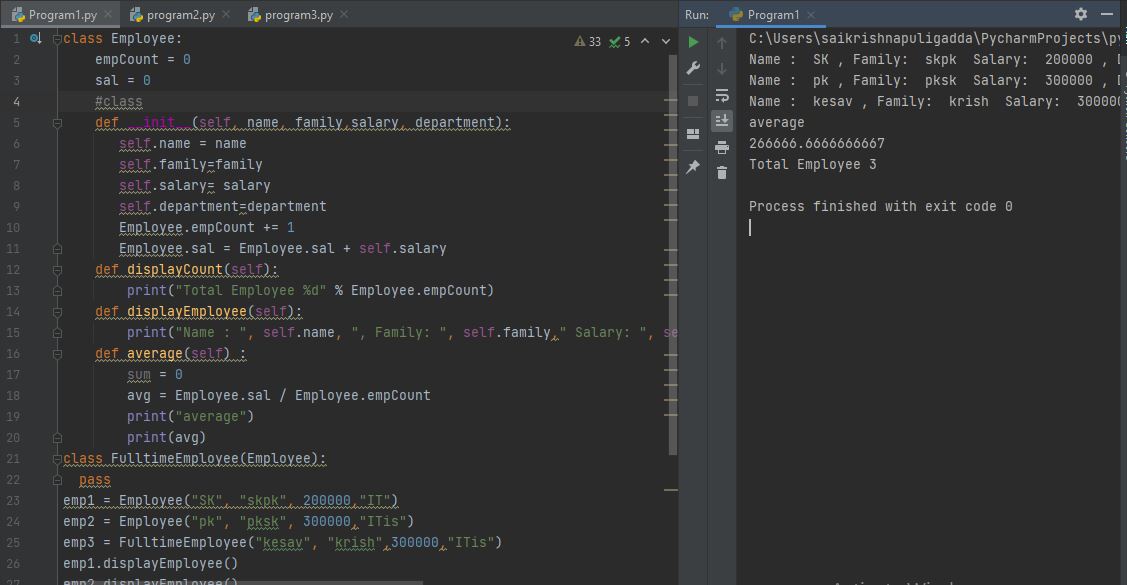 Program1.py × program2.py × program3.py ×
1 class Employee:
2 empCount = 0
3 sal = 0
4 #class
5 def __init__(self, name, family,salary, department):
6 self.name = name
7 self.family=family
8 self.salary= salary
9 self.department=department
10 Employee.empCount += 1
11 Employee.sal = Employee.sal + self.salary
12 def displayCount(self):
13 print("Total Employee %d" % Employee.empCount)
14 def displayEmployee(self):
15 print("Name : ", self.name, ", Family: ", self.family," Salary: ", se
16 def average(self) :
17 sum = 0
18 avg = Employee.sal / Employee.empCount
19 print("average")
20 print(avg)
21 class FulltimeEmployee(Employee):
22 pass
23 emp1 = Employee("SK", "skpk", 200000,"IT")
24 emp2 = Employee("pk", "pksk", 300000,"ITis")
25 emp3 = FulltimeEmployee("kesav", "krish",300000,"ITis")
26 emp1.displayEmployee()
27 emp2.displayEmployee()
33 5
Run: Program1 ×
C:\Users\saikrishnapuligadda\PycharmProjects\py
Name :  SK , Family:  skpk  Salary:  200000 ,
Name :  pk , Family:  pksk  Salary:  300000 ,
Name :  kesav , Family:  krish  Salary:  300000
average
266666.6666666667
Total Employee 3
Process finished with exit code 0